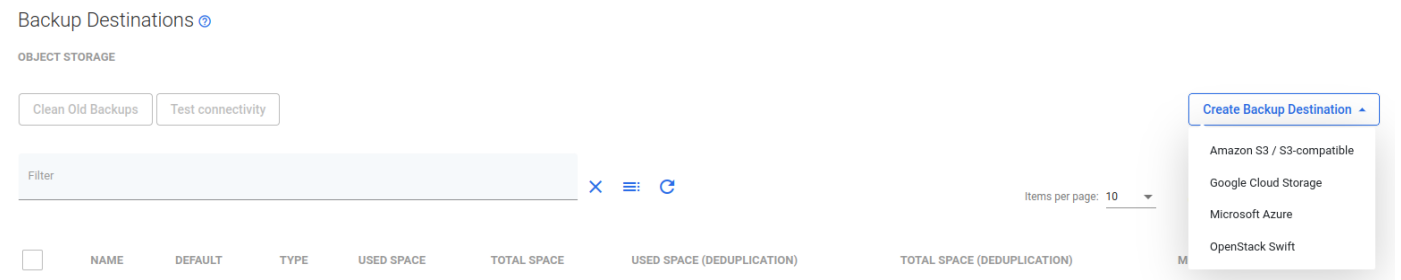 Backup Destinations
OBJECT STORAGE
Clean Old Backups Test connectivity Create Backup Destination
Amazon S3 / S3-compatible
Filter
Google Cloud Storage
Items per page: 10
Microsoft Azure
OpenStack Swift
NAME DEFAULT TYPE USED SPACE TOTAL SPACE USED SPACE (DEDUPLICATION) TOTAL SPACE (DEDUPLICATION)